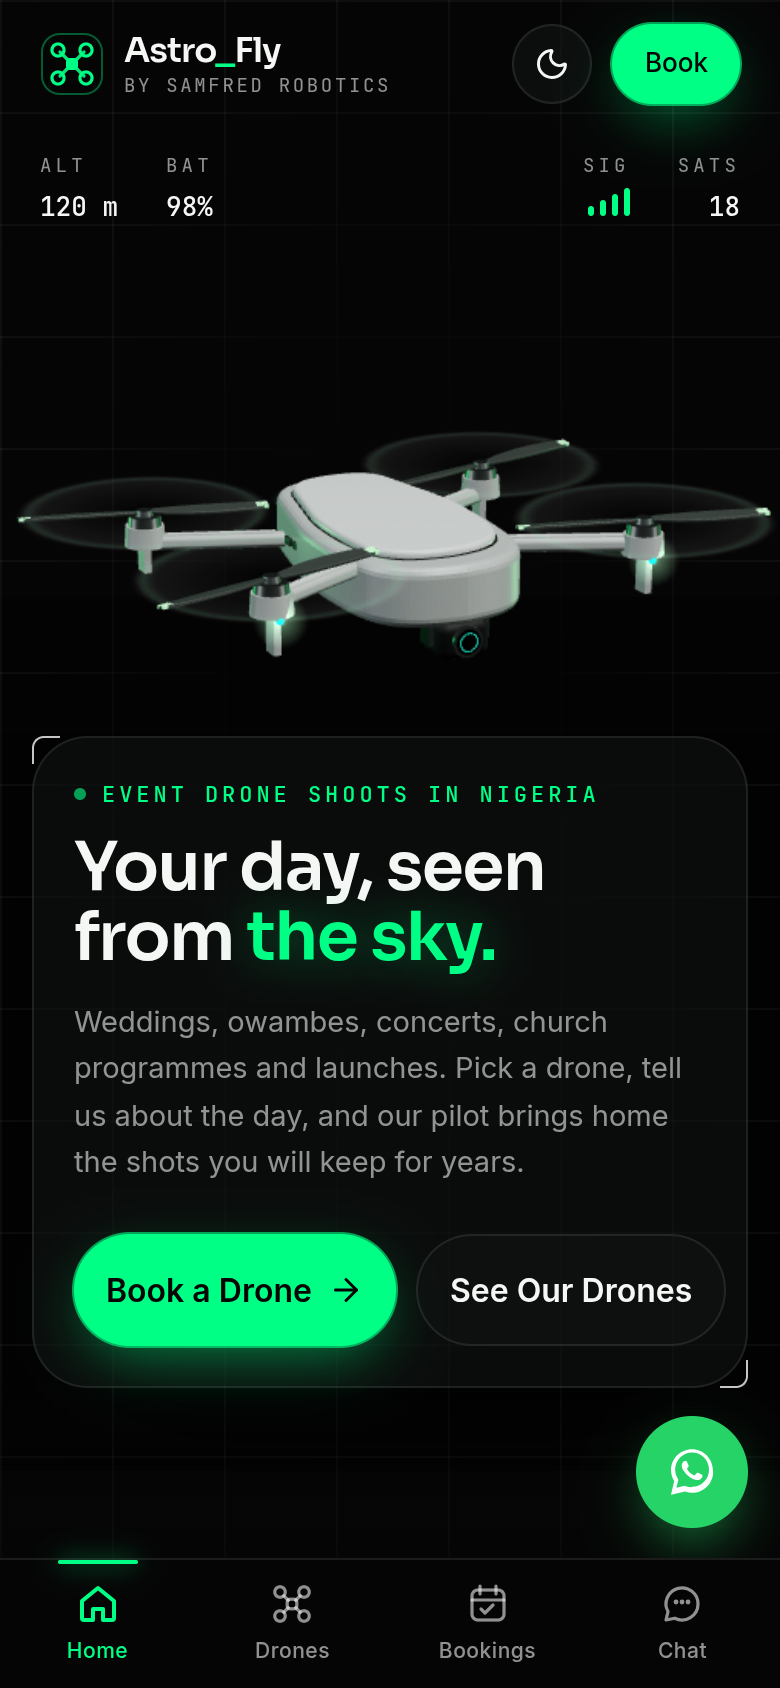 Astro_Fly
BY SAMFRED ROBOTICS
Book
ALT BAT SIG SATS
120 m 98% 18
EVENT DRONE SHOOTS IN NIGERIA
Your day, seen
from the sky.
Weddings, owambes, concerts, church
programmes and launches. Pick a drone, tell
us about the day, and our pilot brings home
the shots you will keep for years.
Book a Drone → See Our Drones
Home Drones Bookings Chat